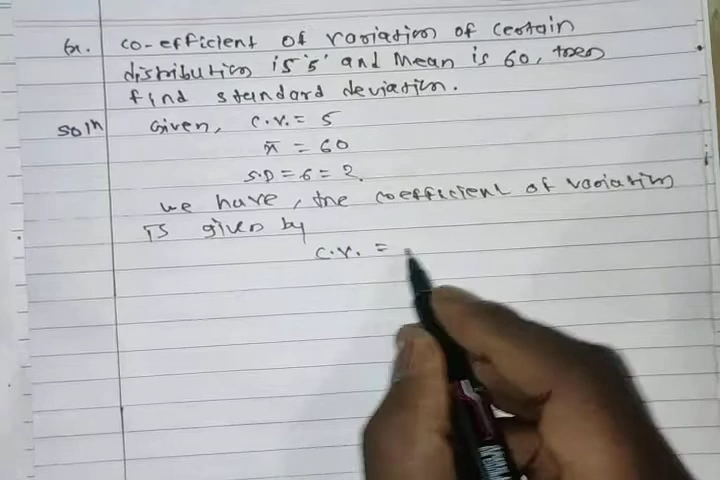 Ex. co-efficient of variation of certain
distribution is '5' and Mean is 60, then
find standard deviation.
Soln Given, C.V. = 5
x̄ = 60
S.D = σ = ?
we have, the coefficient of variation
is given by
C.V. =